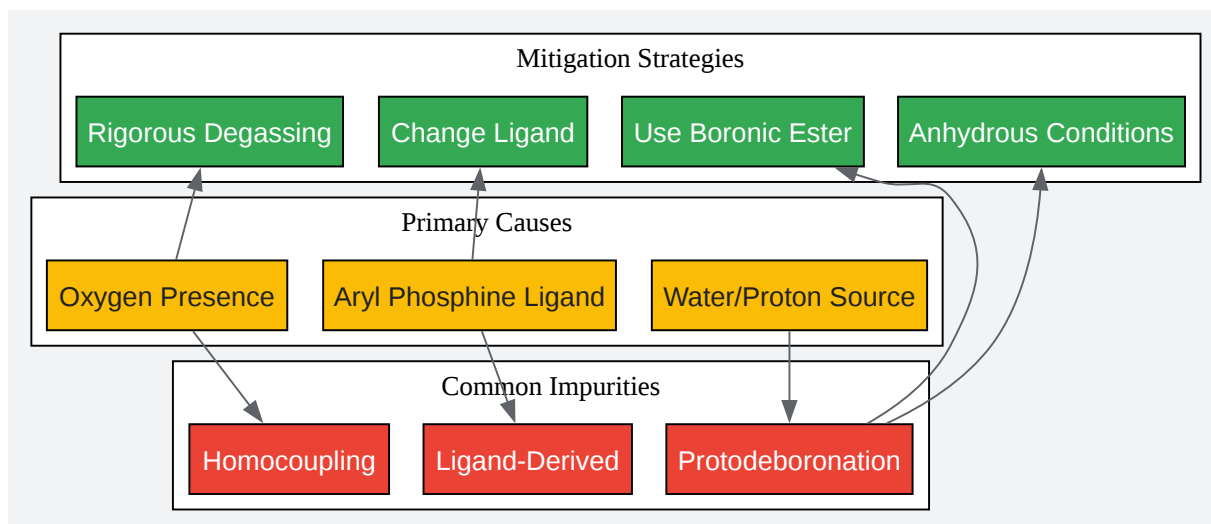 Mitigation Strategies
Rigorous Degassing
Change Ligand
Use Boronic Ester
Anhydrous Conditions
Primary Causes
Oxygen Presence
Aryl Phosphine Ligand
Water/Proton Source
Common Impurities
Homocoupling
Ligand-Derived
Protodeboronation